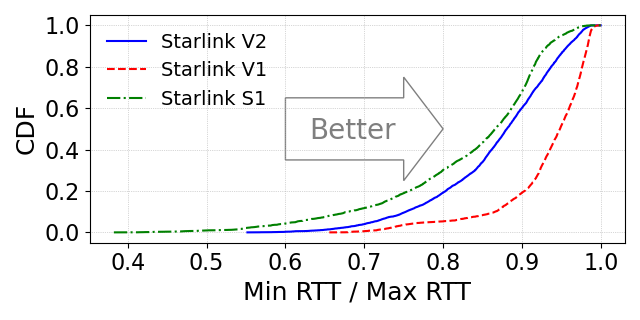 Starlink V2
Starlink V1
Starlink S1
Better
CDF
1.0
0.8
0.6
0.4
0.2
0.0
0.4 0.5 0.6 0.7 0.8 0.9 1.0
Min RTT / Max RTT